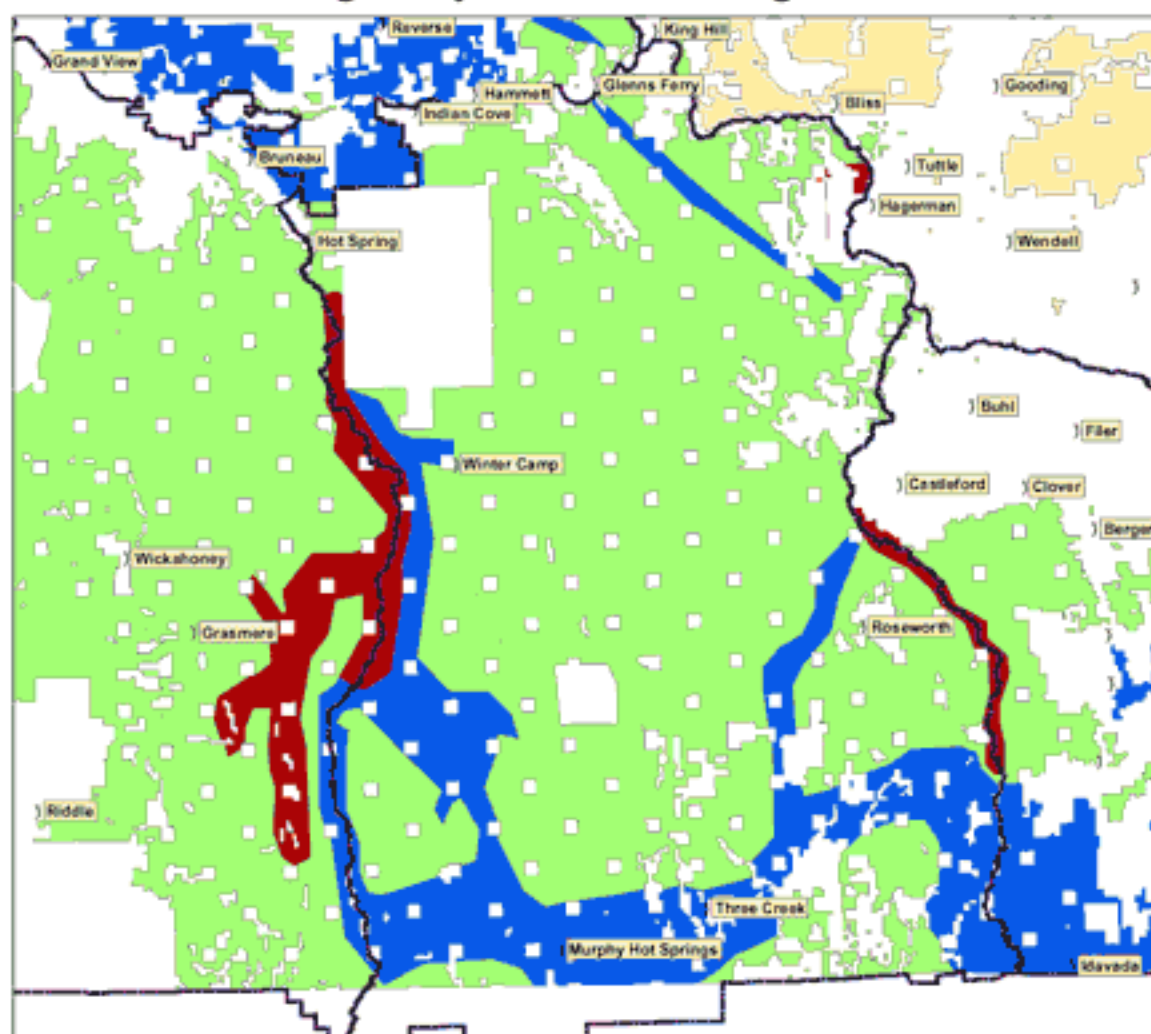 Reverse
King Hill
Grand View
Hammett
Glenns Ferry
Gooding
Bliss
Indian Cove
Bruneau
Tuttle
Hagerman
Hot Spring
Wendell
Buhl
Filer
Winter Camp
Castleford
Clover
Berger
Wickahoney
Grasmere
Roseworth
Riddle
Three Creek
Murphy Hot Springs
Idavada